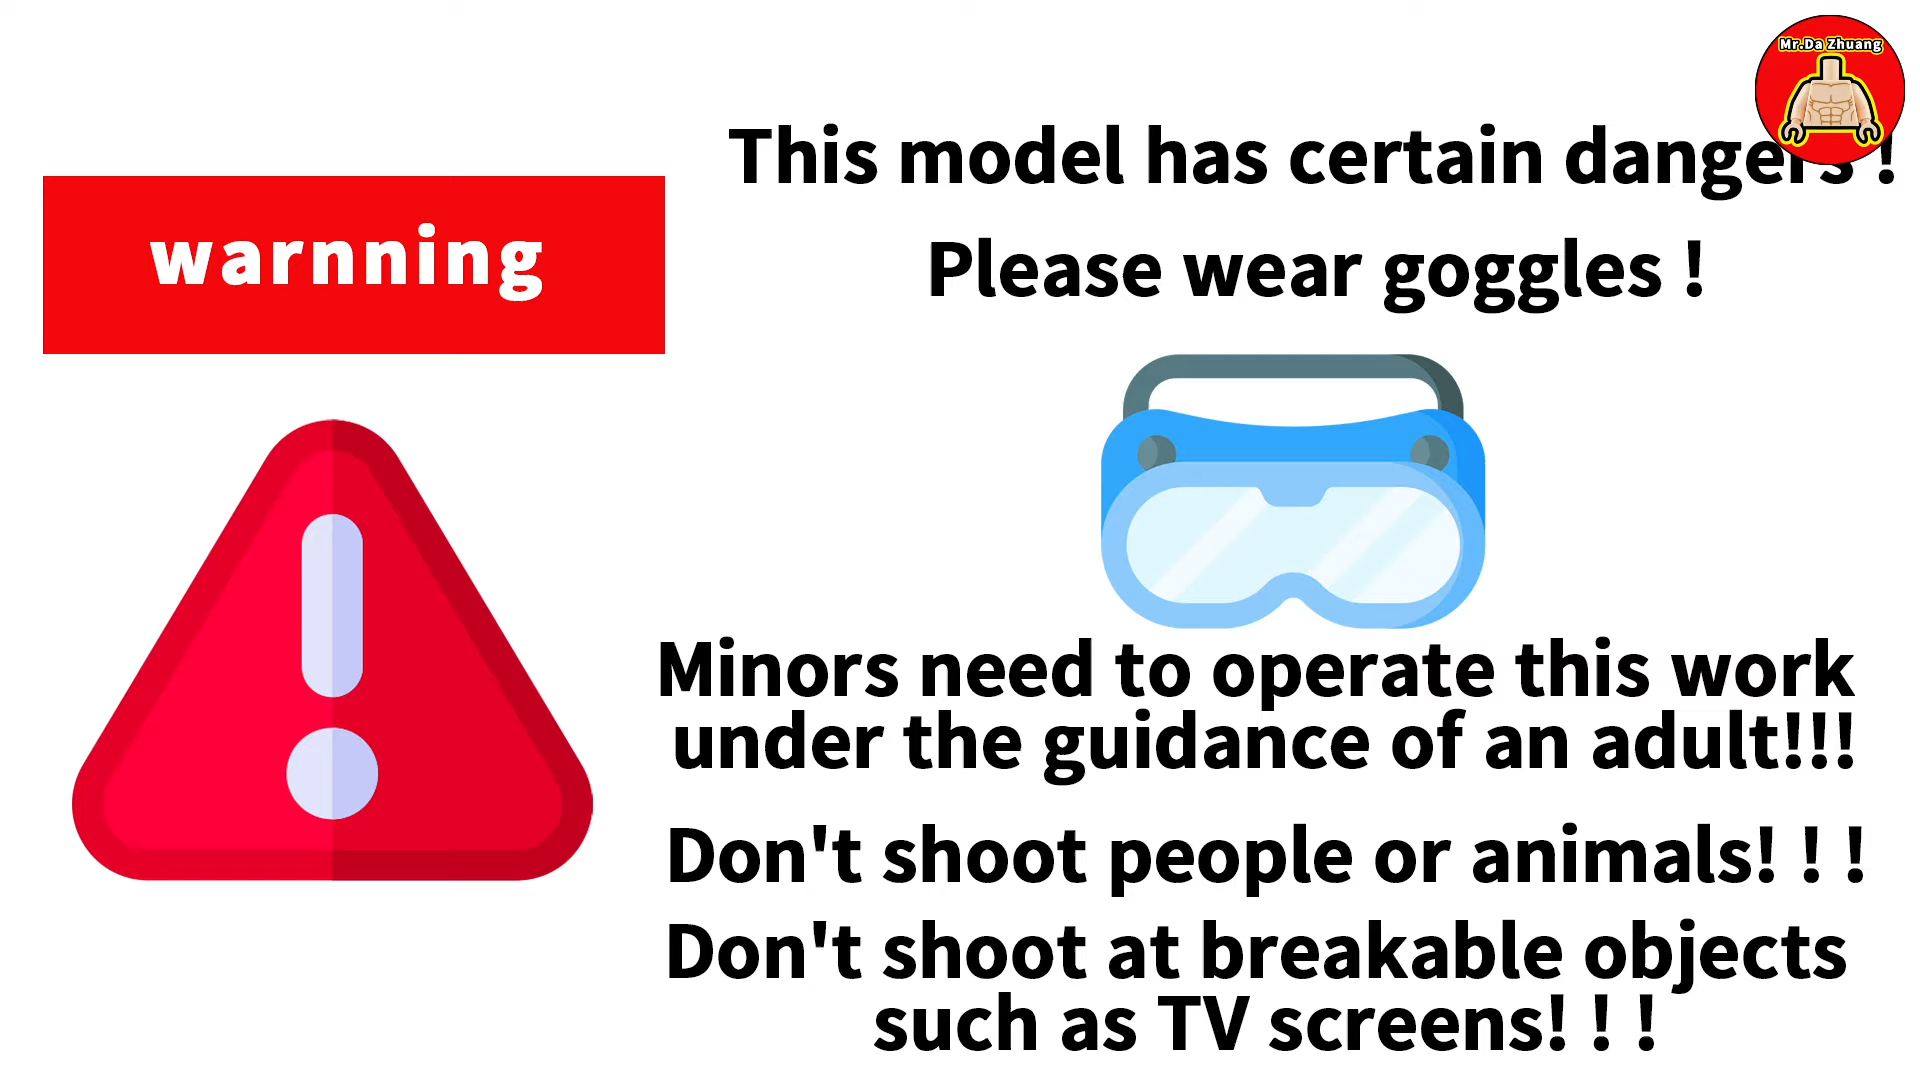 Mr.Da Zhuang
This model has certain dangers !
warnning
Please wear goggles !
Minors need to operate this work
under the guidance of an adult!!!
Don't shoot people or animals! ! !
Don't shoot at breakable objects
such as TV screens! ! !